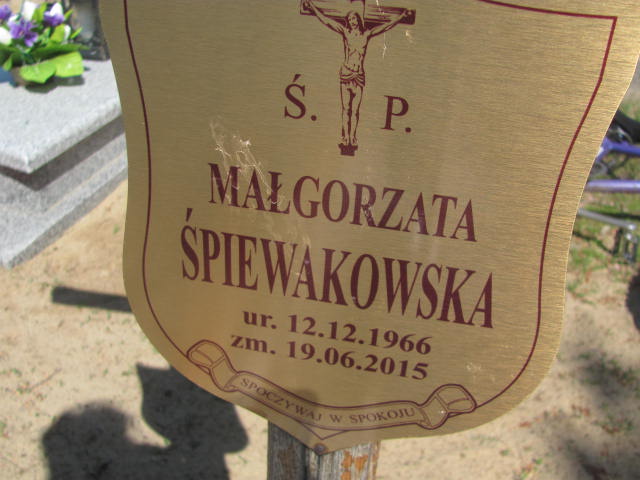 Ś. P.
MAŁGORZATA
ŚPIEWAKOWSKA
ur. 12.12.1966
zm. 19.06.2015
SPOCZYWAJ W SPOKOJU